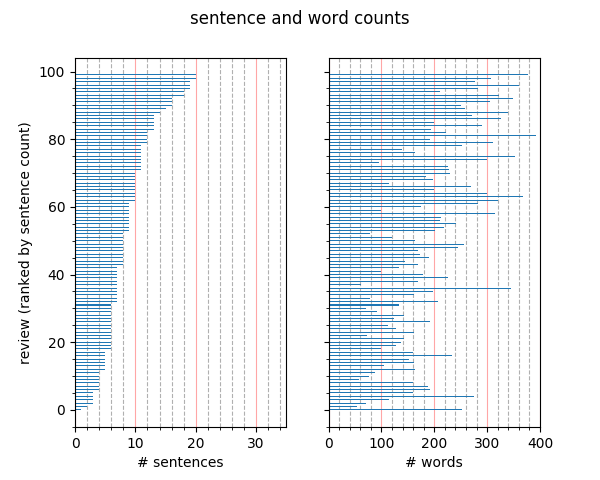 sentence and word counts
review (ranked by sentence count)
100
80
60
40
20
0
0 10 20 30
# sentences
0 100 200 300 400
# words